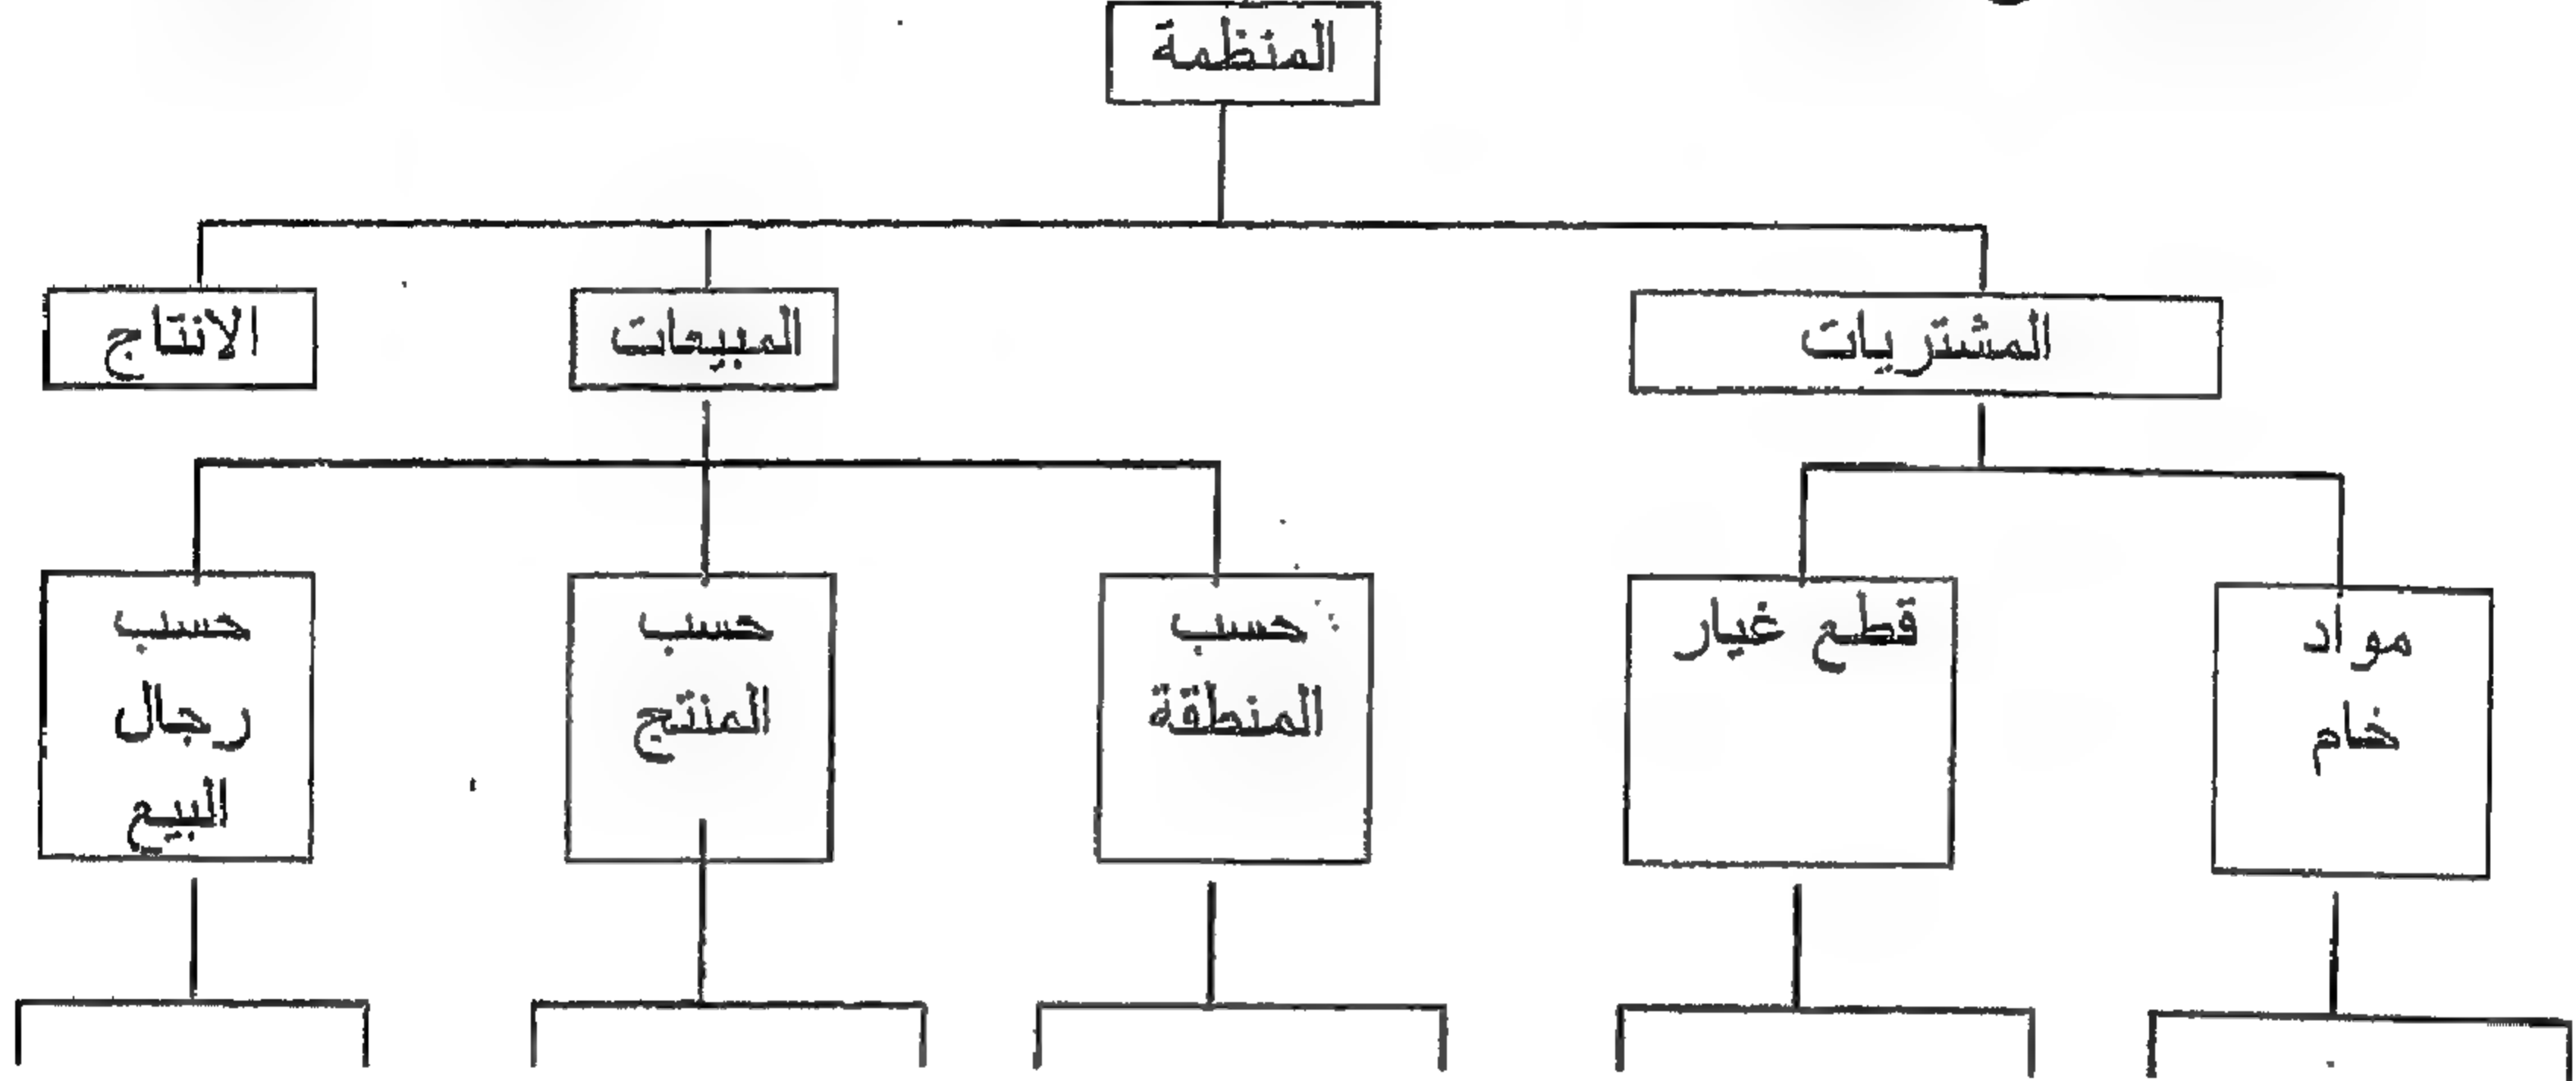 المنظمة
المشتريات
المبيعات
الانتاج
مواد
خام
قطع غيار
حسب
المنطقة
حسب
المنتج
حسب
رجال
البيع